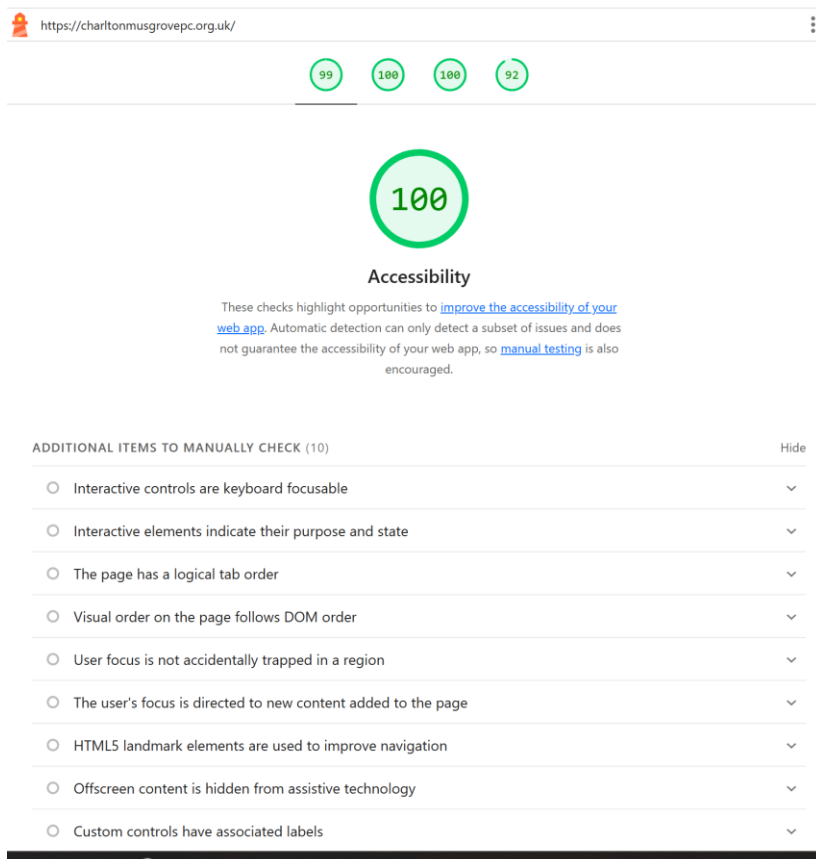 https://charltonmusgrovepc.org.uk/
99 100 100 92
100
Accessibility
These checks highlight opportunities to improve the accessibility of your
web app. Automatic detection can only detect a subset of issues and does
not guarantee the accessibility of your web app, so manual testing is also
encouraged.
ADDITIONAL ITEMS TO MANUALLY CHECK (10) Hide
Interactive controls are keyboard focusable
Interactive elements indicate their purpose and state
The page has a logical tab order
Visual order on the page follows DOM order
User focus is not accidentally trapped in a region
The user's focus is directed to new content added to the page
HTML5 landmark elements are used to improve navigation
Offscreen content is hidden from assistive technology
Custom controls have associated labels